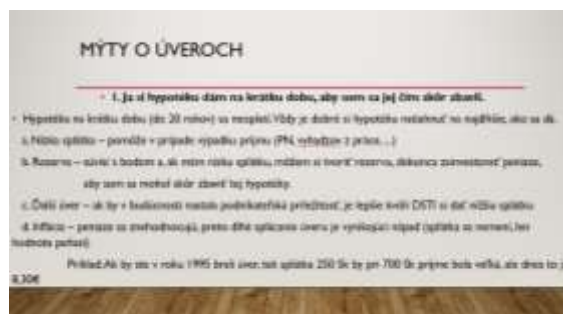 MÝTY O ÚVEROCH
• 1. Ja si hypotéku dám na krátku dobu, aby som sa jej čím skôr zbavil.
• Hypotéka na krátku dobu (do 20 rokov) sa neoplatí. Vždy je dobré si hypotéku natiahnuť na najdlhšie, ako sa dá.
a. Nízka splátka – pomôže v prípade výpadku príjmu (PN, vyhadzov z práce…)
b. Rezerva – súvisí s bodom a, ak mám nízku splátku, môžem si tvoriť rezervu, dokonca zainvestovať peniaze,
aby som sa mohol skôr zbaviť tej hypotéky.
c. Ďalší úver – ak by v budúcnosti nastala podnikateľská príležitosť, je lepšie kvôli DSTI si dať nižšiu splátku
d. Inflácia – peniaze sa znehodnocujú, preto dlhé splácanie úveru je vynikajúci nápad (splátka sa nemení, len
hodnota peňazí)
Príklad: Ak by ste v roku 1995 brali úver, tak splátka 250 Sk by pri 700 Sk príjme bola veľká, ale dnes to je
8,30€